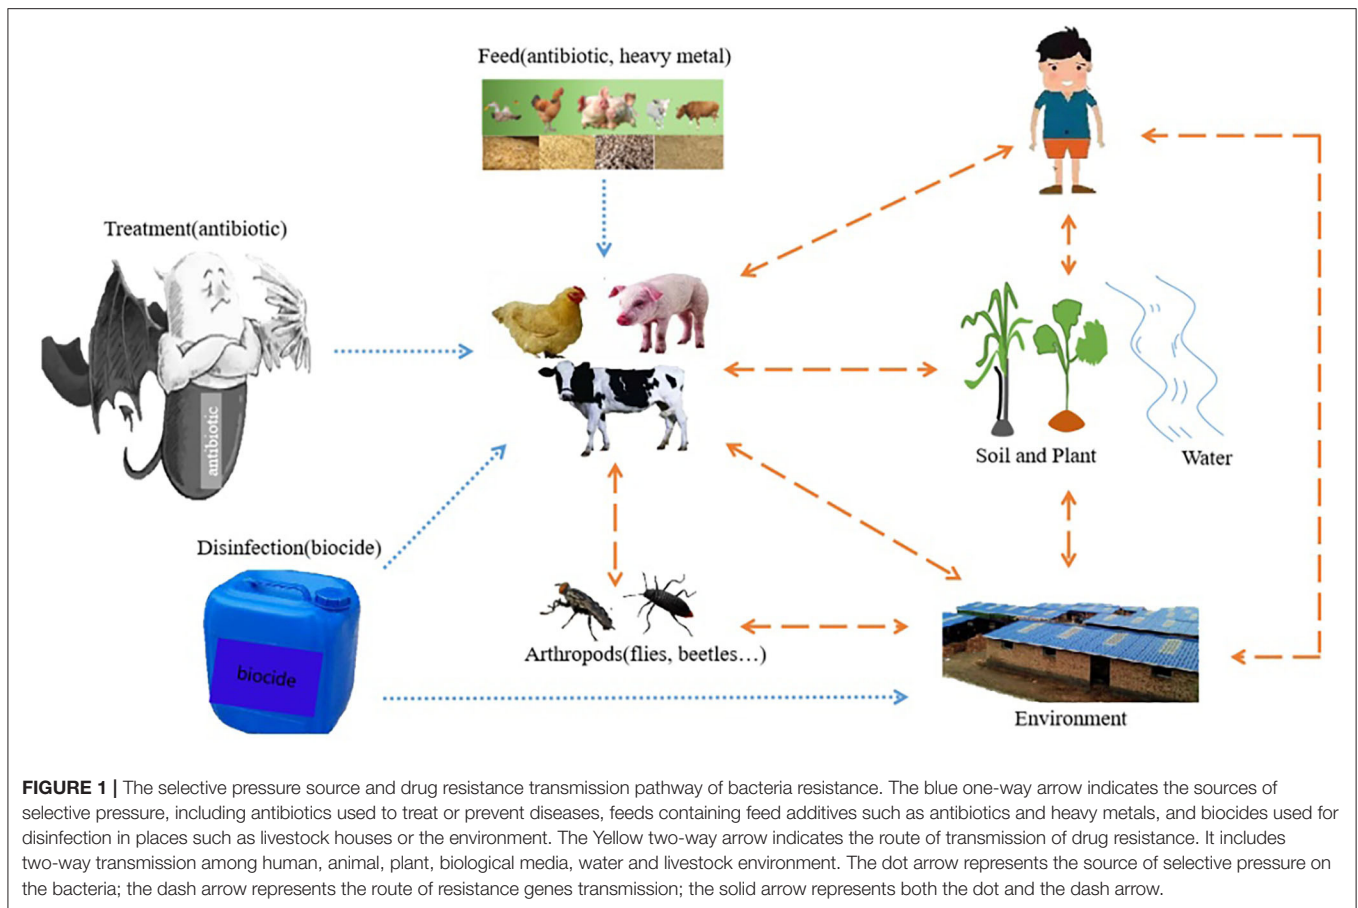 Feed(antibiotic, heavy metal)
Treatment(antibiotic)
antibiotic
Soil and Plant
Water
Disinfection(biocide)
biocide
Arthropods(flies, beetles…)
Environment
FIGURE 1 | The selective pressure source and drug resistance transmission pathway of bacteria resistance. The blue one-way arrow indicates the sources of
selective pressure, including antibiotics used to treat or prevent diseases, feeds containing feed additives such as antibiotics and heavy metals, and biocides used for
disinfection in places such as livestock houses or the environment. The Yellow two-way arrow indicates the route of transmission of drug resistance. It includes
two-way transmission among human, animal, plant, biological media, water and livestock environment. The dot arrow represents the source of selective pressure on
the bacteria; the dash arrow represents the route of resistance genes transmission; the solid arrow represents both the dot and the dash arrow.